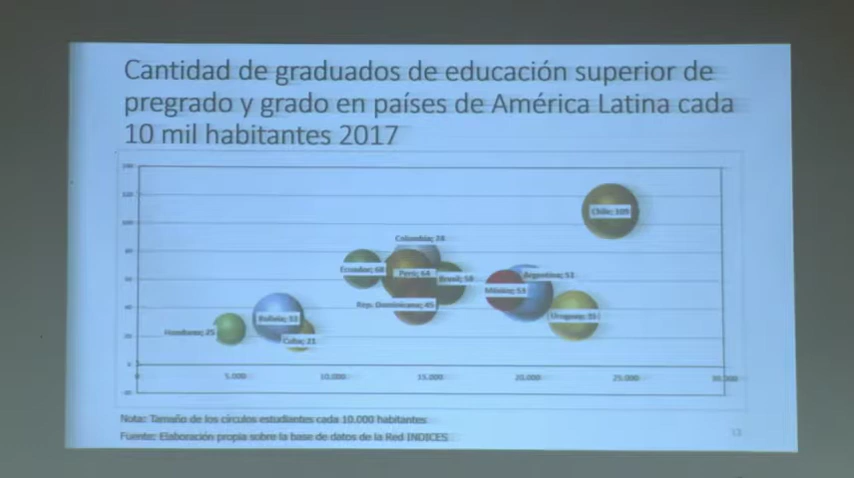 Cantidad de graduados de educación superior de
pregrado y grado en países de América Latina cada
10 mil habitantes 2017
Chile; 109
Colombia;
Ecuador; 68
Perú; 64
Brasil; 58
Argentina; 51
México; 53
Rep. Dominicana; 45
Uruguay; 35
Bolivia; 33
Honduras; 25
Cuba; 21
0 5.000 10.000 15.000 20.000 25.000 30.000
Nota: Tamaño de los círculos estudiantes cada 10.000 habitantes
Fuente: Elaboración propia sobre la base de datos de la Red INDICES